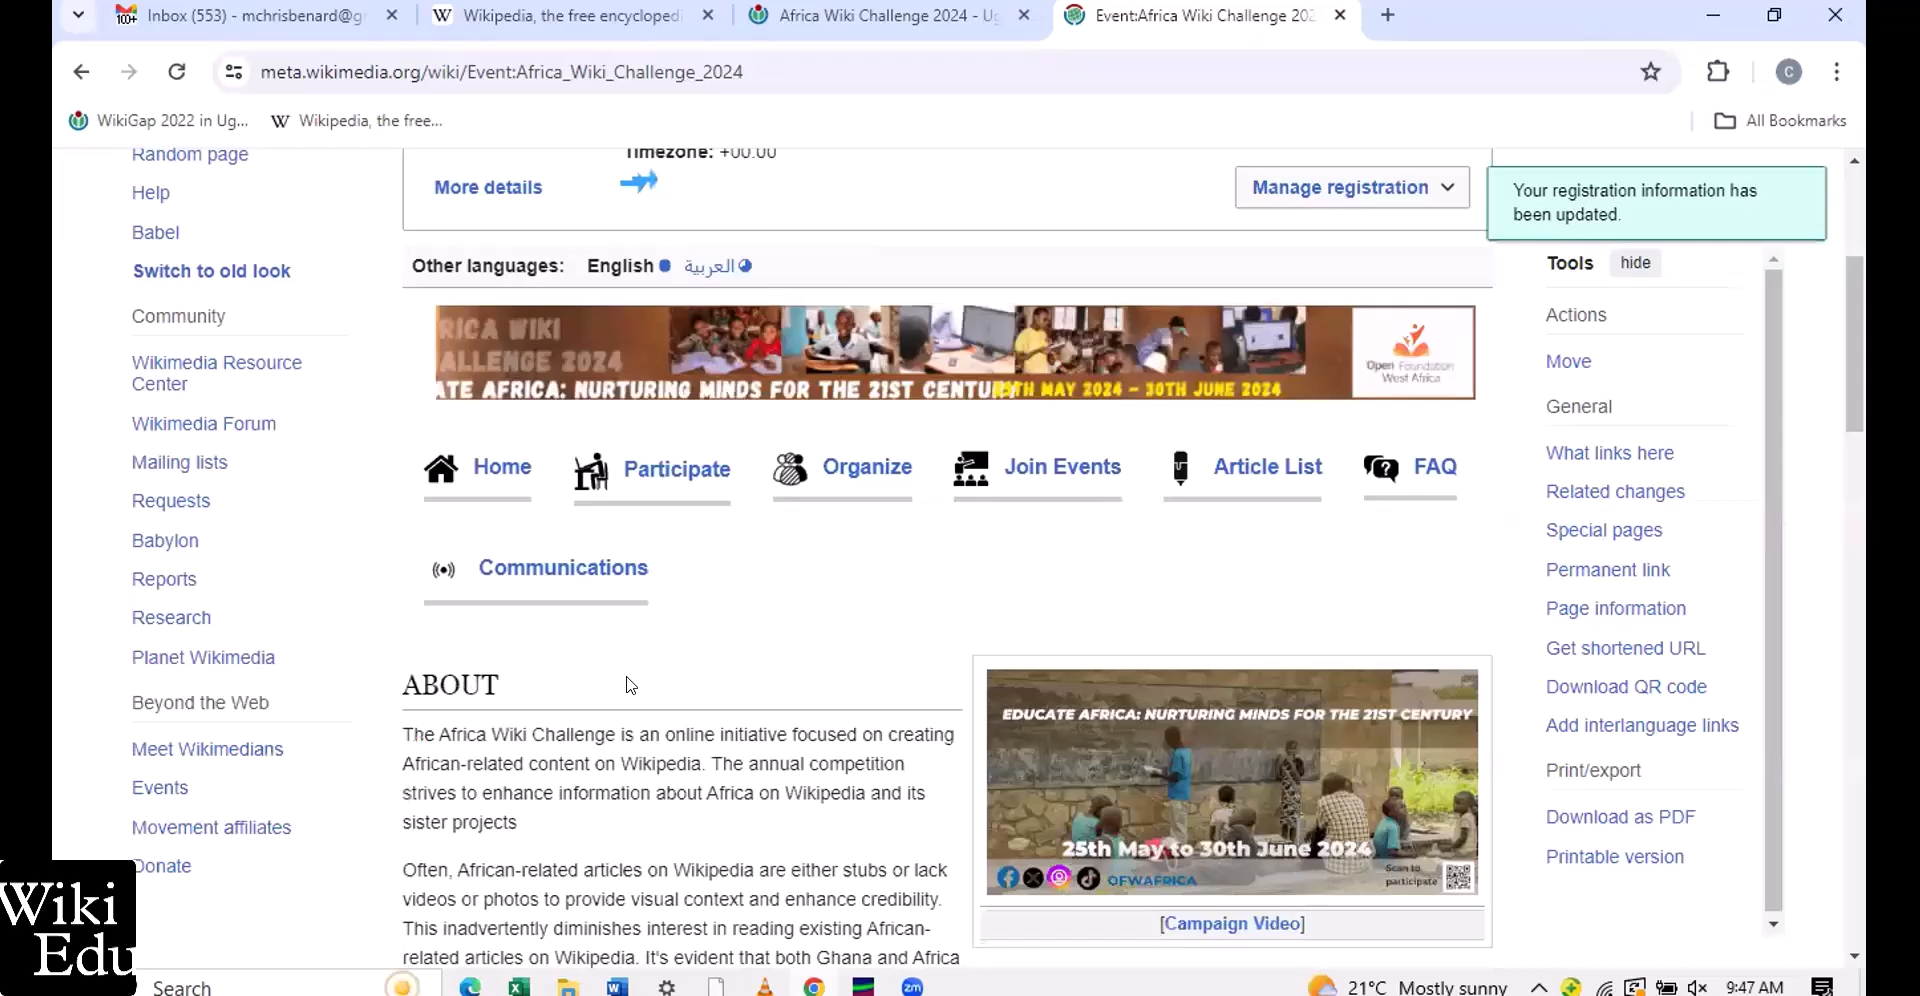 100+ Inbox (553) - mchrisbenard@g
Wikipedia, the free encyclopedi
Africa Wiki Challenge 2024 - Ug
Event:Africa Wiki Challenge 202
meta.wikimedia.org/wiki/Event:Africa_Wiki_Challenge_2024
C
WikiGap 2022 in Ug...
Wikipedia, the free...
All Bookmarks
Random page
Help
Babel
Switch to old look
Community
Wikimedia Resource
Center
Wikimedia Forum
Mailing lists
Requests
Babylon
Reports
Research
Planet Wikimedia
Beyond the Web
Meet Wikimedians
Events
Movement affiliates
Donate
Timezone: +00:00
More details
Manage registration
Your registration information has
been updated.
Other languages: English العربية
RICA WIKI
ALLENGE 2024
ATE AFRICA: NURTURING MINDS FOR THE 21ST CENTURY
TH MAY 2024 - 30TH JUNE 2024
Open Foundation
West Africa
Home
Participate
Organize
Join Events
Article List
FAQ
Communications
ABOUT
The Africa Wiki Challenge is an online initiative focused on creating
African-related content on Wikipedia. The annual competition
strives to enhance information about Africa on Wikipedia and its
sister projects
Often, African-related articles on Wikipedia are either stubs or lack
videos or photos to provide visual context and enhance credibility.
This inadvertently diminishes interest in reading existing African-
related articles on Wikipedia. It's evident that both Ghana and Africa
EDUCATE AFRICA: NURTURING MINDS FOR THE 21ST CENTURY
25th May to 30th June 2024
OFWAFRICA
Scan to
participate
[Campaign Video]
Tools
hide
Actions
Move
General
What links here
Related changes
Special pages
Permanent link
Page information
Get shortened URL
Download QR code
Add interlanguage links
Print/export
Download as PDF
Printable version
Wiki
Edu
Search
zm
21°C Mostly sunny
9:47 AM